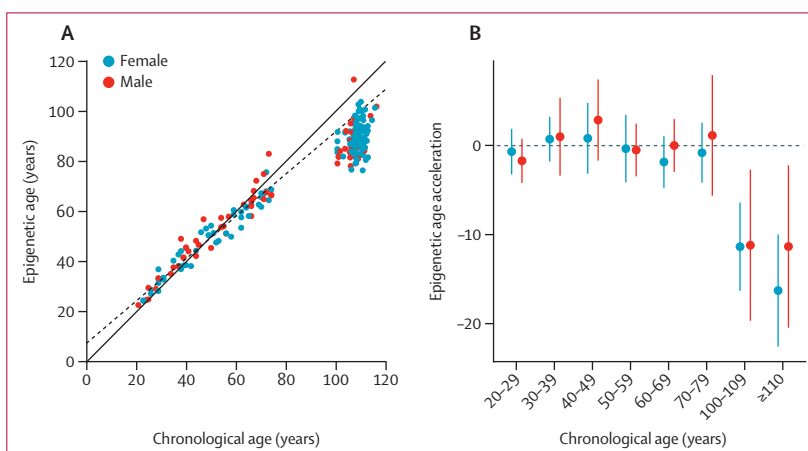 A
Female
Male
120
100
80
60
40
20
0
Epigenetic age (years)
0 20 40 60 80 100 120
Chronological age (years)
B
0
−10
−20
Epigenetic age acceleration
20–29
30–39
40–49
50–59
60–69
70–79
100–109
≥110
Chronological age (years)